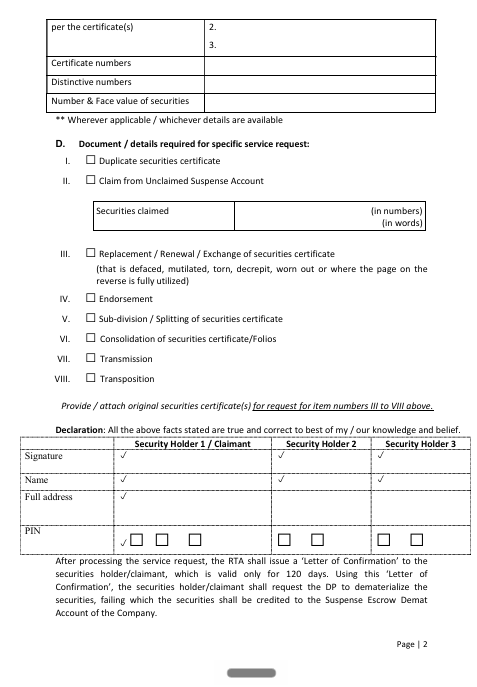 per the certificate(s) 2.
3.
Certificate numbers
Distinctive numbers
Number & Face value of securities
** Wherever applicable / whichever details are available
D. Document / details required for specific service request:
I. ☐ Duplicate securities certificate
II. ☐ Claim from Unclaimed Suspense Account
Securities claimed (in numbers)
(in words)
III. ☐ Replacement / Renewal / Exchange of securities certificate
(that is defaced, mutilated, torn, decrepit, worn out or where the page on the
reverse is fully utilized)
IV. ☐ Endorsement
V. ☐ Sub-division / Splitting of securities certificate
VI. ☐ Consolidation of securities certificate/Folios
VII. ☐ Transmission
VIII. ☐ Transposition
Provide / attach original securities certificate(s) for request for item numbers III to VIII above.
Declaration: All the above facts stated are true and correct to best of my / our knowledge and belief.
Security Holder 1 / Claimant Security Holder 2 Security Holder 3
Signature ✓ ✓ ✓
Name ✓ ✓ ✓
Full address ✓
PIN ✓ ☐ ☐ ☐ ☐ ☐ ☐ ☐
After processing the service request, the RTA shall issue a ‘Letter of Confirmation’ to the
securities holder/claimant, which is valid only for 120 days. Using this ‘Letter of
Confirmation’, the securities holder/claimant shall request the DP to dematerialize the
securities, failing which the securities shall be credited to the Suspense Escrow Demat
Account of the Company.
Page | 2